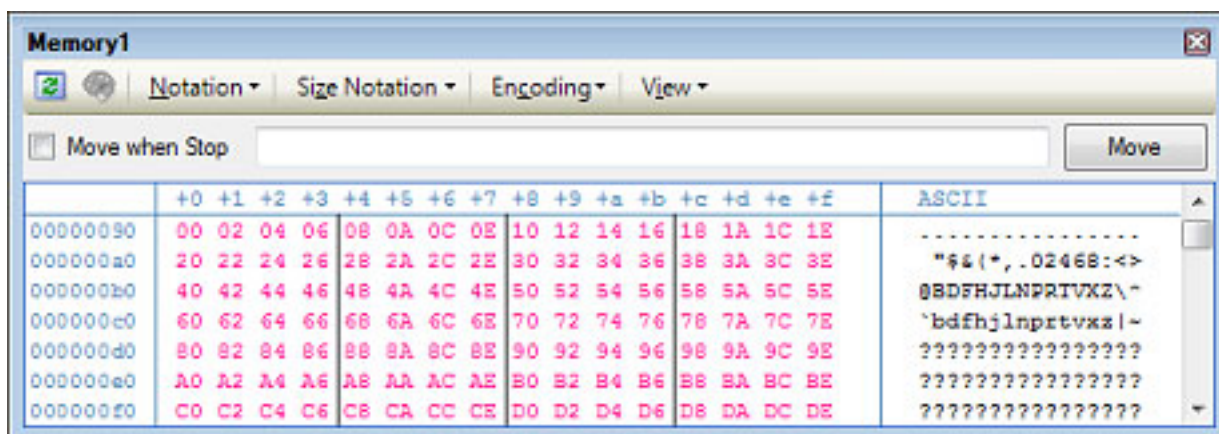 Memory1
Notation Size Notation Encoding View
Move when Stop Move
+0 +1 +2 +3 +4 +5 +6 +7 +8 +9 +a +b +c +d +e +f ASCII
00000090 00 02 04 06 08 0A 0C 0E 10 12 14 16 18 1A 1C 1E ................
000000a0 20 22 24 26 28 2A 2C 2E 30 32 34 36 38 3A 3C 3E "$&(*,.02468:<>
000000b0 40 42 44 46 48 4A 4C 4E 50 52 54 56 58 5A 5C 5E @BDFHJLNPRTVXZ\^
000000c0 60 62 64 66 68 6A 6C 6E 70 72 74 76 78 7A 7C 7E `bdfhjlnprtvxz|~
000000d0 80 82 84 86 88 8A 8C 8E 90 92 94 96 98 9A 9C 9E ????????????????
000000e0 A0 A2 A4 A6 A8 AA AC AE B0 B2 B4 B6 B8 BA BC BE ????????????????
000000f0 C0 C2 C4 C6 C8 CA CC CE D0 D2 D4 D6 D8 DA DC DE ????????????????